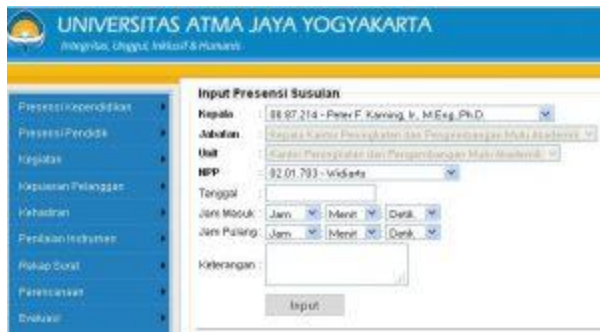 UNIVERSITAS ATMA JAYA YOGYAKARTA
Integritas, Unggul, Inklusif & Humanis
Input Presensi Susulan
Presensi Kependidikan
Presensi Pendidik
Kegiatan
Kepuasan Pelanggan
Kehadiran
Penilaian Instrumen
Rekap Surat
Perencanaan
Evaluasi
Kepala : 08.87.214 - Peter F. Kaming, Ir., M.Eng.,Ph.D.
Jabatan : Kepala Kantor Peningkatan dan Pengembangan Mutu Akademik
Unit : Kantor Peningkatan dan Pengembangan Mutu Akademik
NPP : 02.01.703 - Widiarto
Tanggal :
Jam Masuk : Jam Menit Detik
Jam Pulang : Jam Menit Detik
Keterangan :
Input